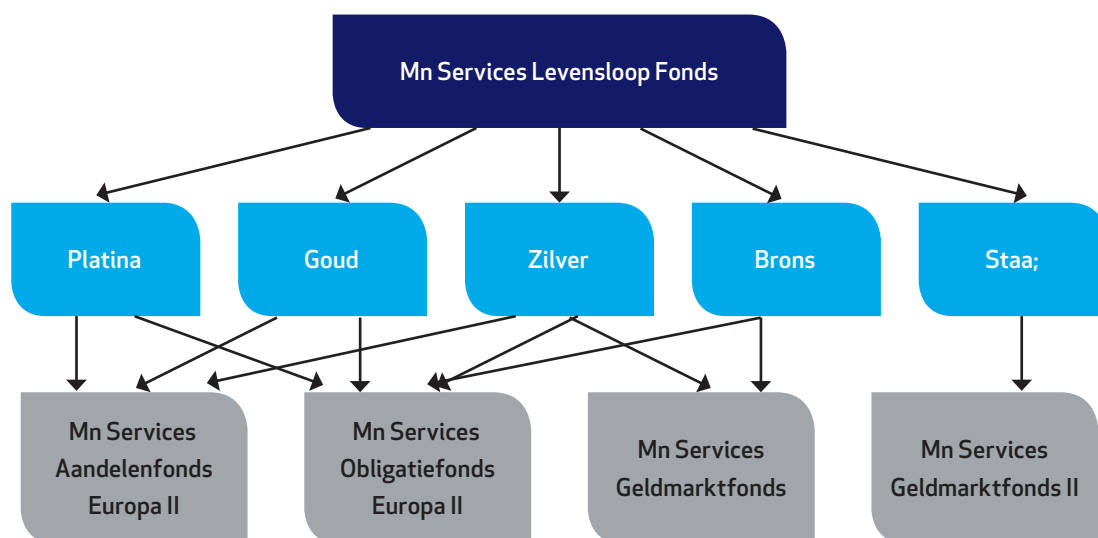 Mn Services Levensloop Fonds
Platina
Goud
Zilver
Brons
Staa;
Mn Services
Aandelenfonds
Europa II
Mn Services
Obligatiefonds
Europa II
Mn Services
Geldmarktfonds
Mn Services
Geldmarktfonds II